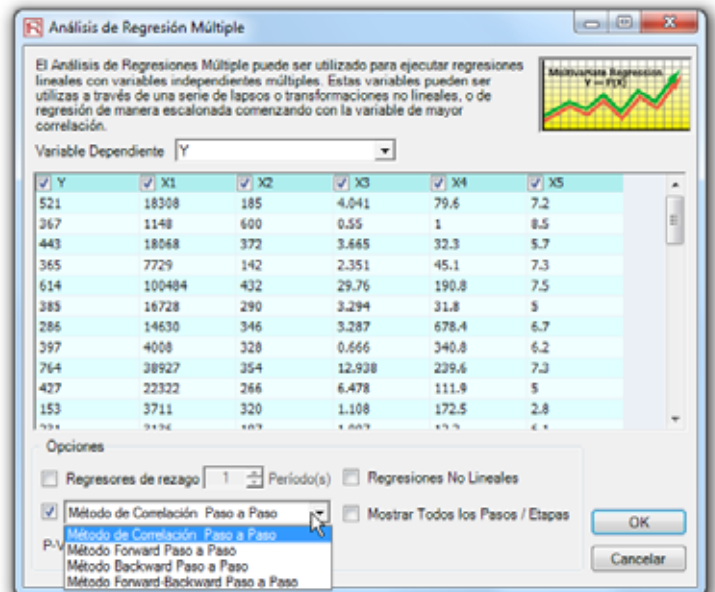 Análisis de Regresión Múltiple
El Análisis de Regresiones Múltiple puede ser utilizado para ejecutar regresiones
lineales con variables independientes múltiples. Estas variables pueden ser
utilizas a través de una serie de lapsos o transformaciones no lineales, o de
regresión de manera escalonada comenzando con la variable de mayor
correlación.
Multivariate Regression
Y = F(X)
Variable Dependiente Y
Y X1 X2 X3 X4 X5
521 18308 185 4.041 79.6 7.2
367 1148 600 0.55 1 8.5
443 18068 372 3.665 32.3 5.7
365 7729 142 2.351 45.1 7.3
614 100484 432 29.76 190.8 7.5
385 16728 290 3.294 31.8 5
286 14630 346 3.287 678.4 6.7
397 4008 328 0.666 340.8 6.2
764 38927 354 12.938 239.6 7.3
427 22322 266 6.478 111.9 5
153 3711 320 1.108 172.5 2.8
Opciones
Regresores de rezago 1 Período(s) Regresiones No Lineales
Método de Correlación Paso a Paso Mostrar Todos los Pasos / Etapas
OK
Método de Correlación Paso a Paso
P-V
Método Forward Paso a Paso
Método Backward Paso a Paso
Método Forward-Backward Paso a Paso
Cancelar